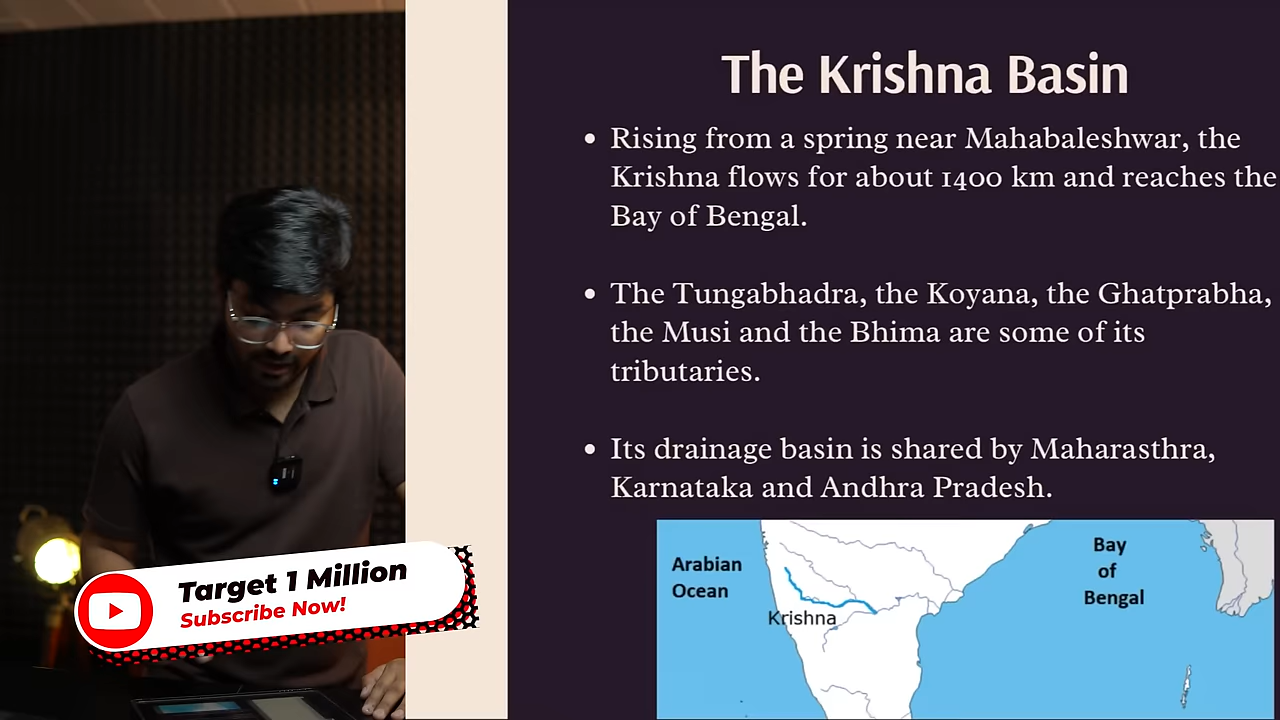 The Krishna Basin
Rising from a spring near Mahabaleshwar, the
Krishna flows for about 1400 km and reaches the
Bay of Bengal.
The Tungabhadra, the Koyana, the Ghatprabha,
the Musi and the Bhima are some of its
tributaries.
Its drainage basin is shared by Maharasthra,
Karnataka and Andhra Pradesh.
Arabian
Ocean
Krishna
Bay
of
Bengal
Target 1 Million
Subscribe Now!